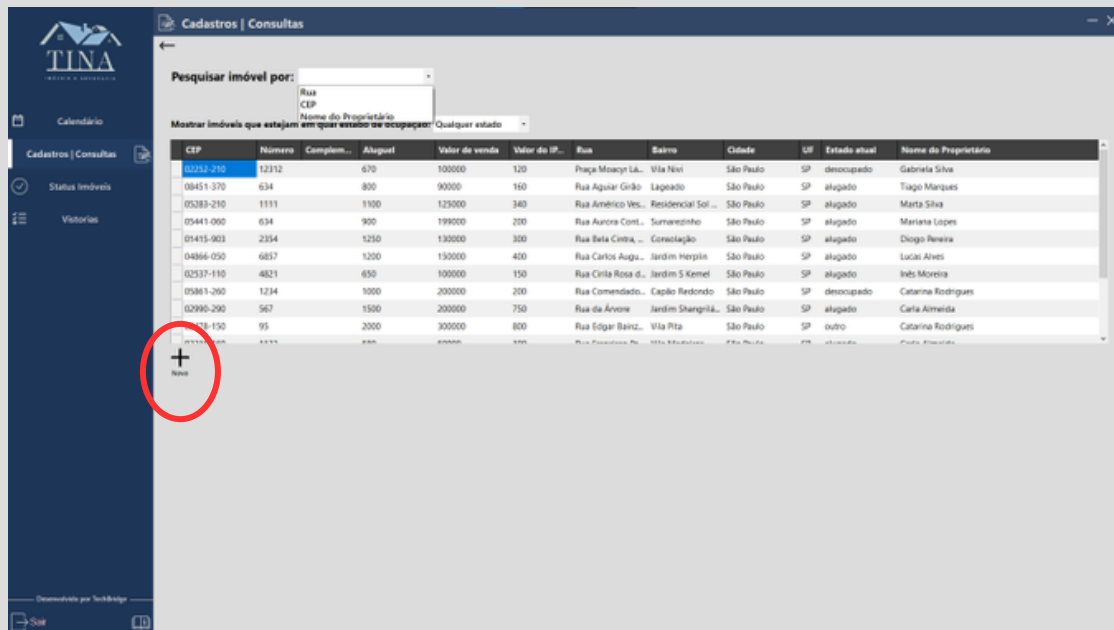 TINA
Cadastros | Consultas
Calendário
Cadastros | Consultas
Status Imóveis
Vistorias
Pesquisar imóvel por:
Rua
CEP
Nome do Proprietário
Mostrar imóveis que estejam em qual estado de ocupação: Qualquer estado
CEP Número Complem... Aluguel Valor de venda Valor do IP... Rua Bairro Cidade UF Estado atual Nome do Proprietário
02252-210 12312 670 100000 120 Praça Moacyr Lá... Vila Nivi São Paulo SP desocupado Gabriela Silva
08451-370 634 800 90000 160 Rua Aguiar Girão Lageado São Paulo SP alugado Tiago Marques
05283-210 1111 1100 125000 340 Rua Américo Ves... Residencial Sol ... São Paulo SP alugado Marta Silva
05441-060 634 900 199000 200 Rua Aurora Cont... Sumarezinho São Paulo SP alugado Mariana Lopes
01415-903 2354 1250 130000 300 Rua Bela Cintra, ... Consolação São Paulo SP alugado Diogo Pereira
04866-050 6857 1200 150000 400 Rua Carlos Augu... Jardim Herplin São Paulo SP alugado Lucas Alves
02537-110 4821 650 100000 150 Rua Cirila Rosa d... Jardim S Kemel São Paulo SP alugado Inês Moreira
05861-260 1234 1000 200000 200 Rua Comendado... Capão Redondo São Paulo SP desocupado Catarina Rodrigues
02990-290 567 1500 200000 750 Rua da Árvore Jardim Shangrilá... São Paulo SP alugado Carla Almeida
95 2000 300000 800 Rua Edgar Bainz... Vila Pita São Paulo SP outro Catarina Rodrigues
São Paulo SP alugado Carla Almeida
Novo
Desenvolvido por TechBridge
Sair